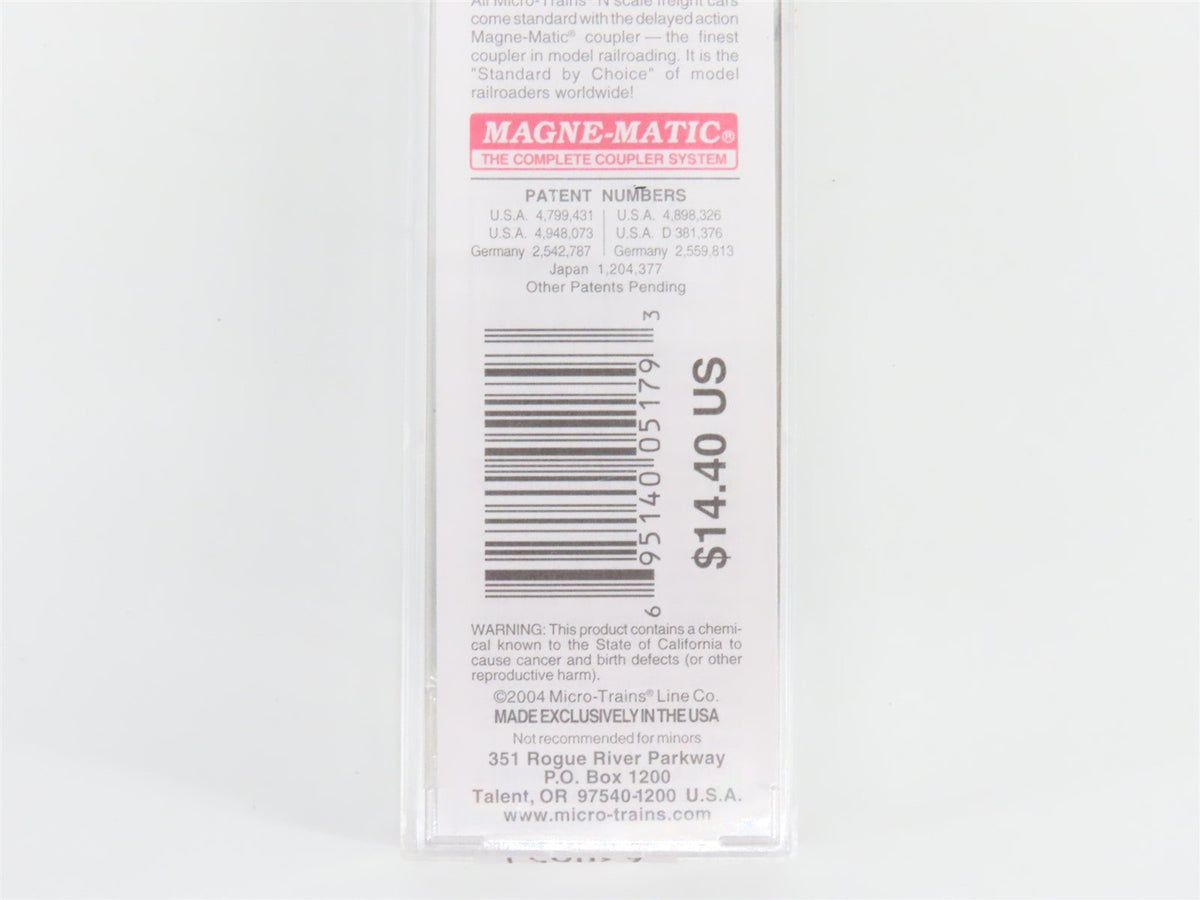 All Micro-Trains® N scale freight cars
come standard with the delayed action
Magne-Matic® coupler — the finest
coupler in model railroading. It is the
"Standard by Choice" of model
railroaders worldwide!
MAGNE-MATIC®
THE COMPLETE COUPLER SYSTEM
PATENT NUMBERS
U.S.A. 4,799,431 | U.S.A. 4,898,326
U.S.A. 4,948,073 | U.S.A. D 381,376
Germany 2,542,787 | Germany 2,559,813
Japan 1,204,377
Other Patents Pending
6 95140 05179 3
$14.40 US
WARNING: This product contains a chemi-
cal known to the State of California to
cause cancer and birth defects (or other
reproductive harm).
©2004 Micro-Trains® Line Co.
MADE EXCLUSIVELY IN THE USA
Not recommended for minors
351 Rogue River Parkway
P.O. Box 1200
Talent, OR 97540-1200 U.S.A.
www.micro-trains.com